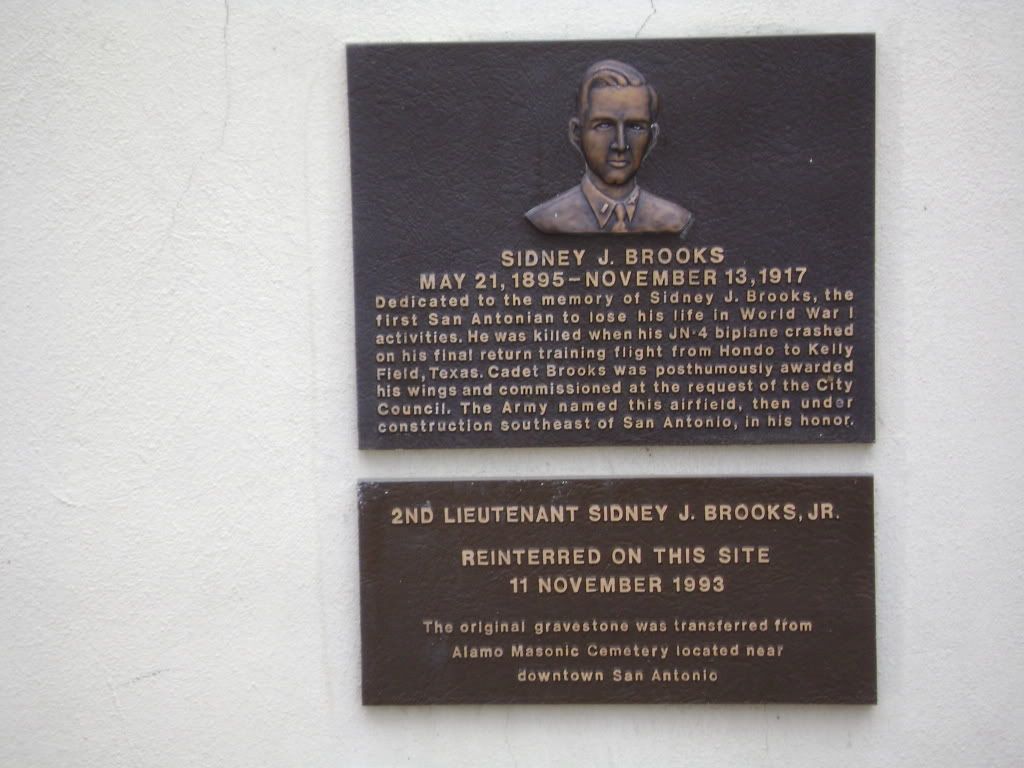 SIDNEY J. BROOKS
MAY 21, 1895–NOVEMBER 13, 1917
Dedicated to the memory of Sidney J. Brooks, the
first San Antonian to lose his life in World War I
activities. He was killed when his JN-4 biplane crashed
on his final return training flight from Hondo to Kelly
Field, Texas. Cadet Brooks was posthumously awarded
his wings and commissioned at the request of the City
Council. The Army named this airfield, then under
construction southeast of San Antonio, in his honor.
2ND LIEUTENANT SIDNEY J. BROOKS, JR.
REINTERRED ON THIS SITE
11 NOVEMBER 1993
The original gravestone was transferred from
Alamo Masonic Cemetery located near
downtown San Antonio